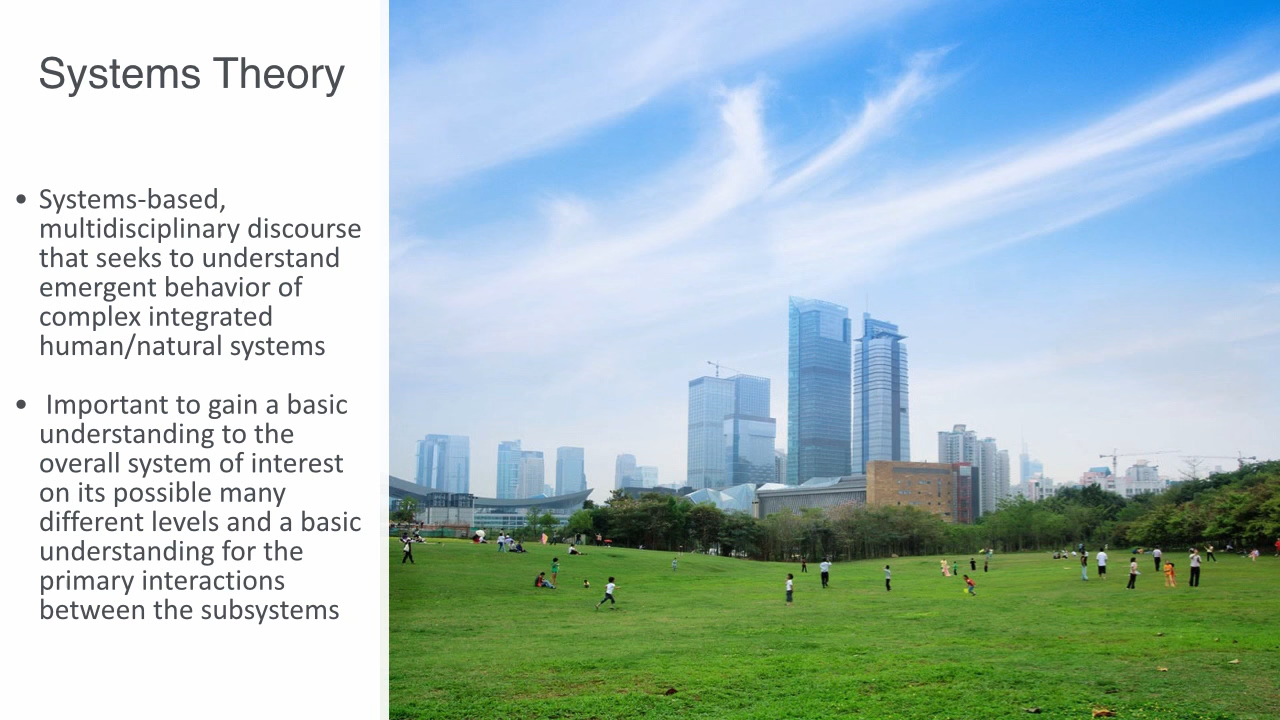 Systems Theory
• Systems-based,
multidisciplinary discourse
that seeks to understand
emergent behavior of
complex integrated
human/natural systems
• Important to gain a basic
understanding to the
overall system of interest
on its possible many
different levels and a basic
understanding for the
primary interactions
between the subsystems